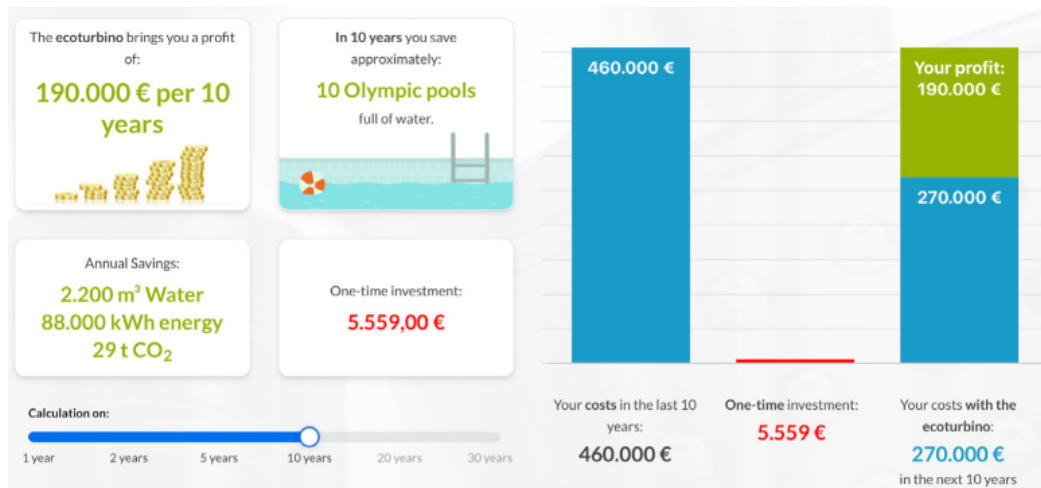 The ecoturbino brings you a profit
of:
190.000 € per 10
years
In 10 years you save
approximately:
10 Olympic pools
full of water.
Annual Savings:
2.200 m³ Water
88.000 kWh energy
29 t CO₂
One-time investment:
5.559,00 €
Calculation on:
1 year
2 years
5 years
10 years
20 years
30 years
460.000 €
Your profit:
190.000 €
270.000 €
Your costs in the last 10
years:
460.000 €
One-time investment:
5.559 €
Your costs with the
ecoturbino:
270.000 €
in the next 10 years